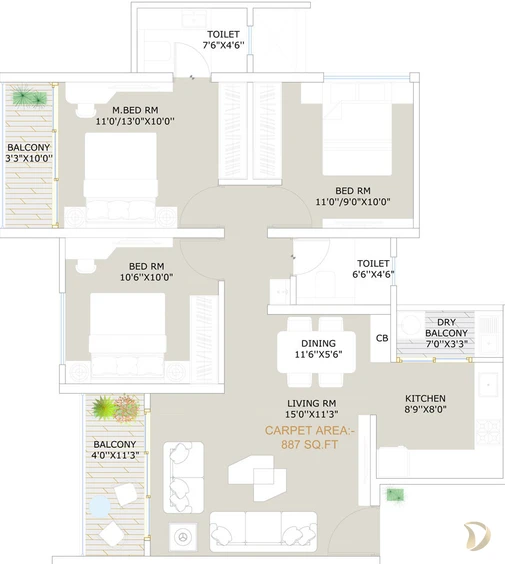 TOILET
7'6"X4'6''
M.BED RM
11'0'/13'0"X10'0''
BALCONY
3'3"X10'0''
BED RM
11'0''/9'0"X10'0"
BED RM
10'6''X10'0"
TOILET
6'6"X4'6"
DRY
BALCONY
7'0"X3'3"
DINING
11'6"X5'6"
CB
LIVING RM
15'0''X11'3"
KITCHEN
8'9"X8'0"
CARPET AREA:-
887 SQ.FT
BALCONY
4'0"X11'3"